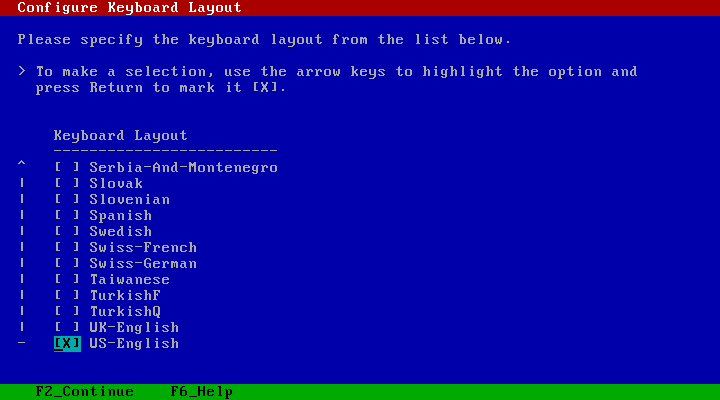 Configure Keyboard Layout
Please specify the keyboard layout from the list below.
> To make a selection, use the arrow keys to highlight the option and
press Return to mark it [X].
Keyboard Layout
-------------------------
^ [ ] Serbia-And-Montenegro
| [ ] Slovak
| [ ] Slovenian
| [ ] Spanish
| [ ] Swedish
| [ ] Swiss-French
| [ ] Swiss-German
| [ ] Taiwanese
| [ ] TurkishF
| [ ] TurkishQ
| [ ] UK-English
- [X] US-English
F2_Continue F6_Help